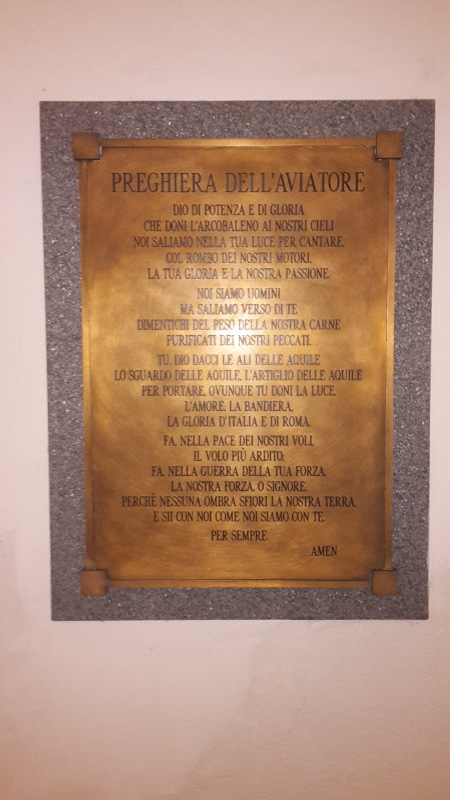 PREGHIERA DELL'AVIATORE
DIO DI POTENZA E DI GLORIA
CHE DONI L'ARCOBALENO AI NOSTRI CIELI
NOI SALIAMO NELLA TUA LUCE PER CANTARE,
COL ROMBO DEI NOSTRI MOTORI,
LA TUA GLORIA E LA NOSTRA PASSIONE.
NOI SIAMO UOMINI
MA SALIAMO VERSO DI TE
DIMENTICHI DEL PESO DELLA NOSTRA CARNE
PURIFICATI DEI NOSTRI PECCATI.
TU, DIO DACCI LE ALI DELLE AQUILE
LO SGUARDO DELLE AQUILE, L'ARTIGLIO DELLE AQUILE
PER PORTARE, OVUNQUE TU DONI LA LUCE,
L'AMORE, LA BANDIERA,
LA GLORIA D'ITALIA E DI ROMA.
FA, NELLA PACE DEI NOSTRI VOLI,
IL VOLO PIÙ ARDITO;
FA, NELLA GUERRA DELLA TUA FORZA,
LA NOSTRA FORZA, O SIGNORE,
PERCHÈ NESSUNA OMBRA SFIORI LA NOSTRA TERRA,
E SII CON NOI COME NOI SIAMO CON TE,
PER SEMPRE
AMEN